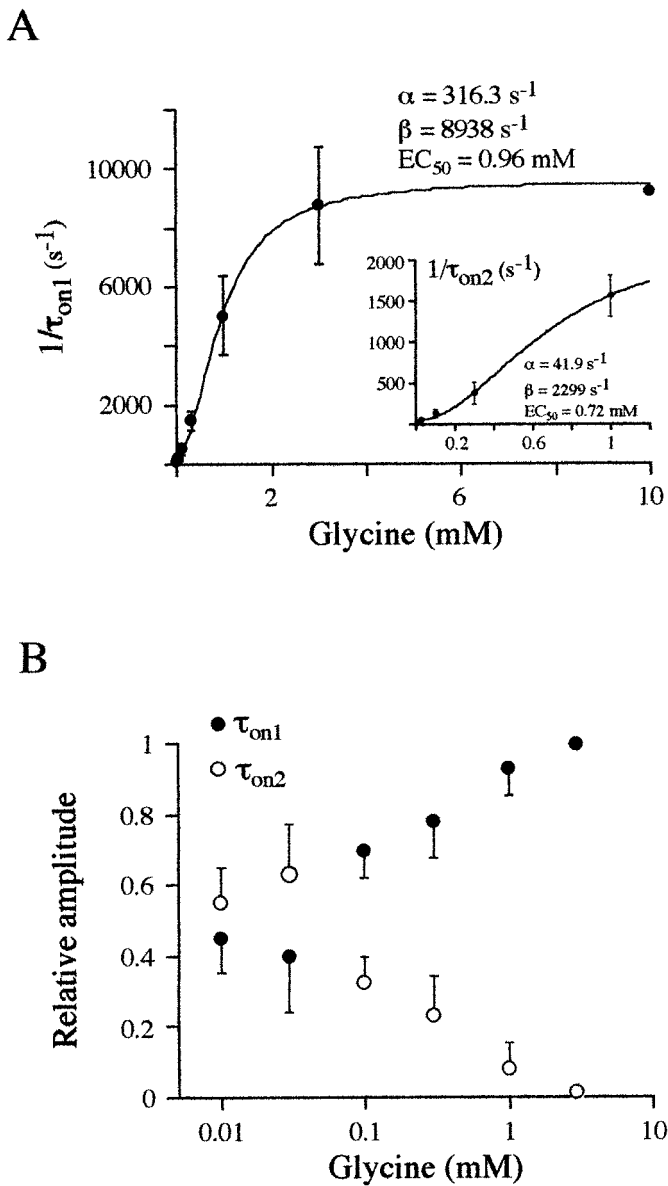 A
α = 316.3 s⁻¹
β = 8938 s⁻¹
EC₅₀ = 0.96 mM
10000
6000
2000
1/τon1 (s⁻¹)
2000
1500
1000
500
1/τon2 (s⁻¹)
α = 41.9 s⁻¹
β = 2299 s⁻¹
EC₅₀ = 0.72 mM
0.2 0.6 1
2 6 10
Glycine (mM)
B
τon1
τon2
1
0.8
0.6
0.4
0.2
0
Relative amplitude
0.01 0.1 1 10
Glycine (mM)